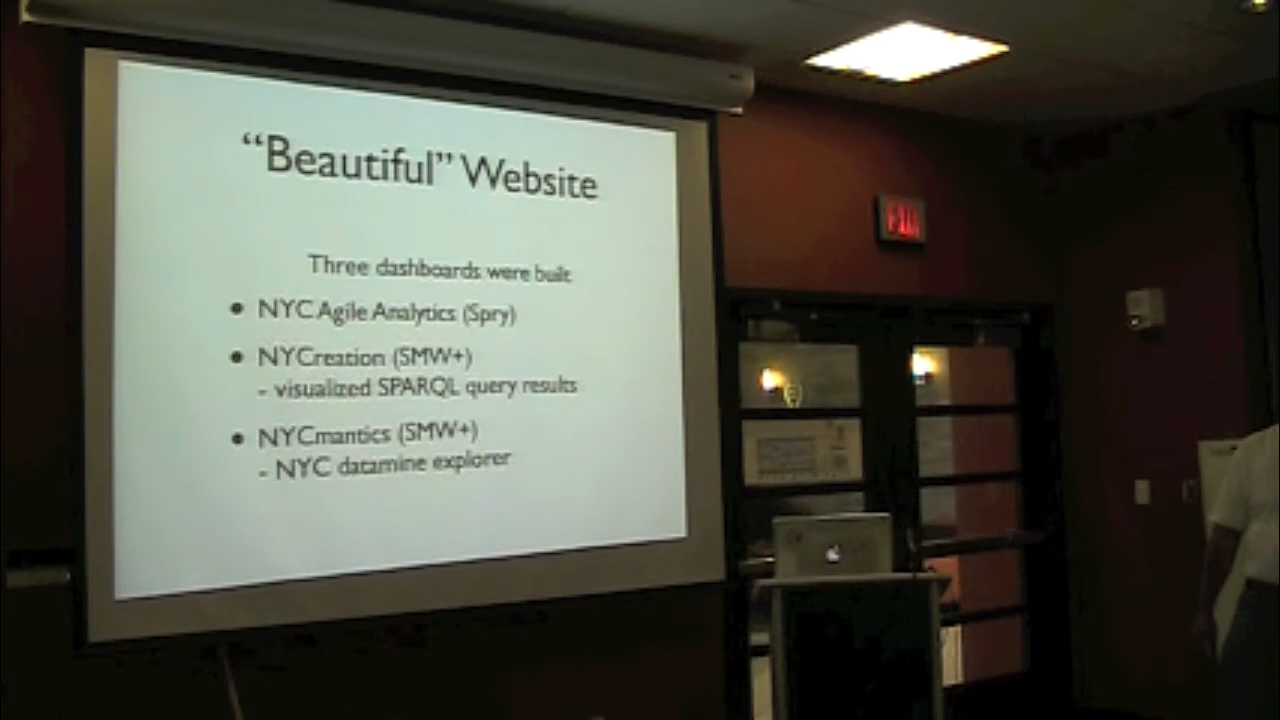 “Beautiful” Website
Three dashboards were built
• NYC Agile Analytics (Spry)
• NYCreation (SMW+)
- visualized SPARQL query results
• NYCmantics (SMW+)
- NYC datamine explorer
EXIT